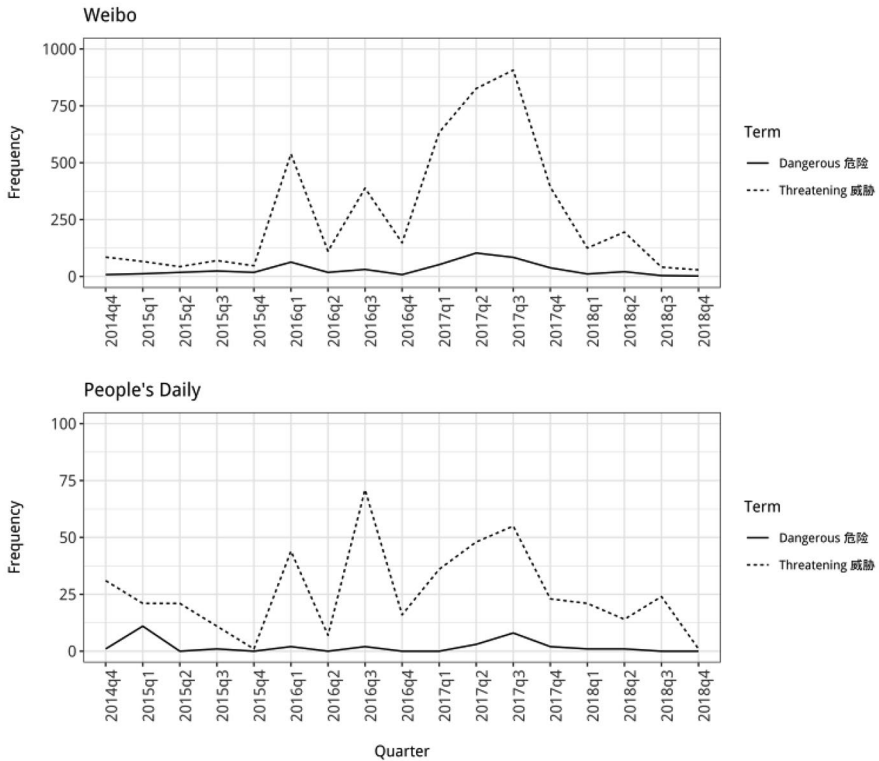 Weibo
1000
750
500
250
0
Frequency
2014q4
2015q1
2015q2
2015q3
2015q4
2016q1
2016q2
2016q3
2016q4
2017q1
2017q2
2017q3
2017q4
2018q1
2018q2
2018q3
2018q4
Term
Dangerous 危险
Threatening 威胁
People's Daily
100
75
50
25
0
Frequency
2014q4
2015q1
2015q2
2015q3
2015q4
2016q1
2016q2
2016q3
2016q4
2017q1
2017q2
2017q3
2017q4
2018q1
2018q2
2018q3
2018q4
Quarter
Term
Dangerous 危险
Threatening 威胁